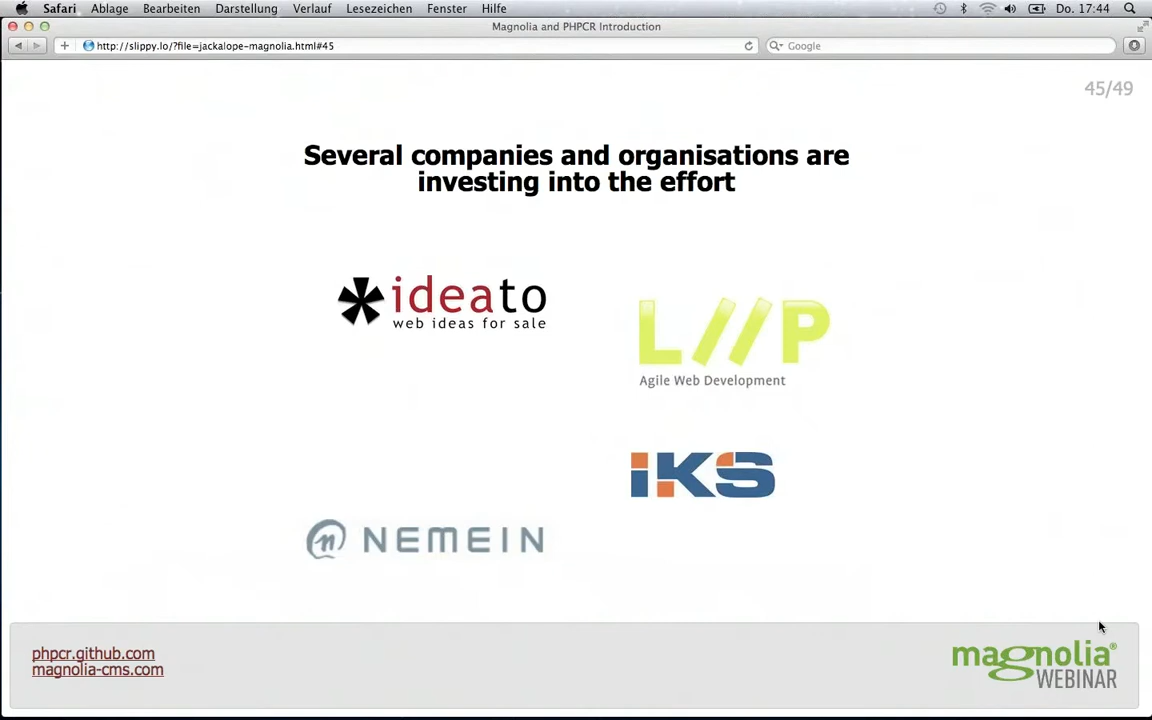 Safari Ablage Bearbeiten Darstellung Verlauf Lesezeichen Fenster Hilfe Do. 17:44
Magnolia and PHPCR Introduction
http://slippy.lo/?file=jackalope-magnolia.html#45 Google
45/49
Several companies and organisations are
investing into the effort
ideato
web ideas for sale
LIIP
Agile Web Development
iKS
NEMEIN
phpcr.github.com
magnolia-cms.com
magnolia®
WEBINAR